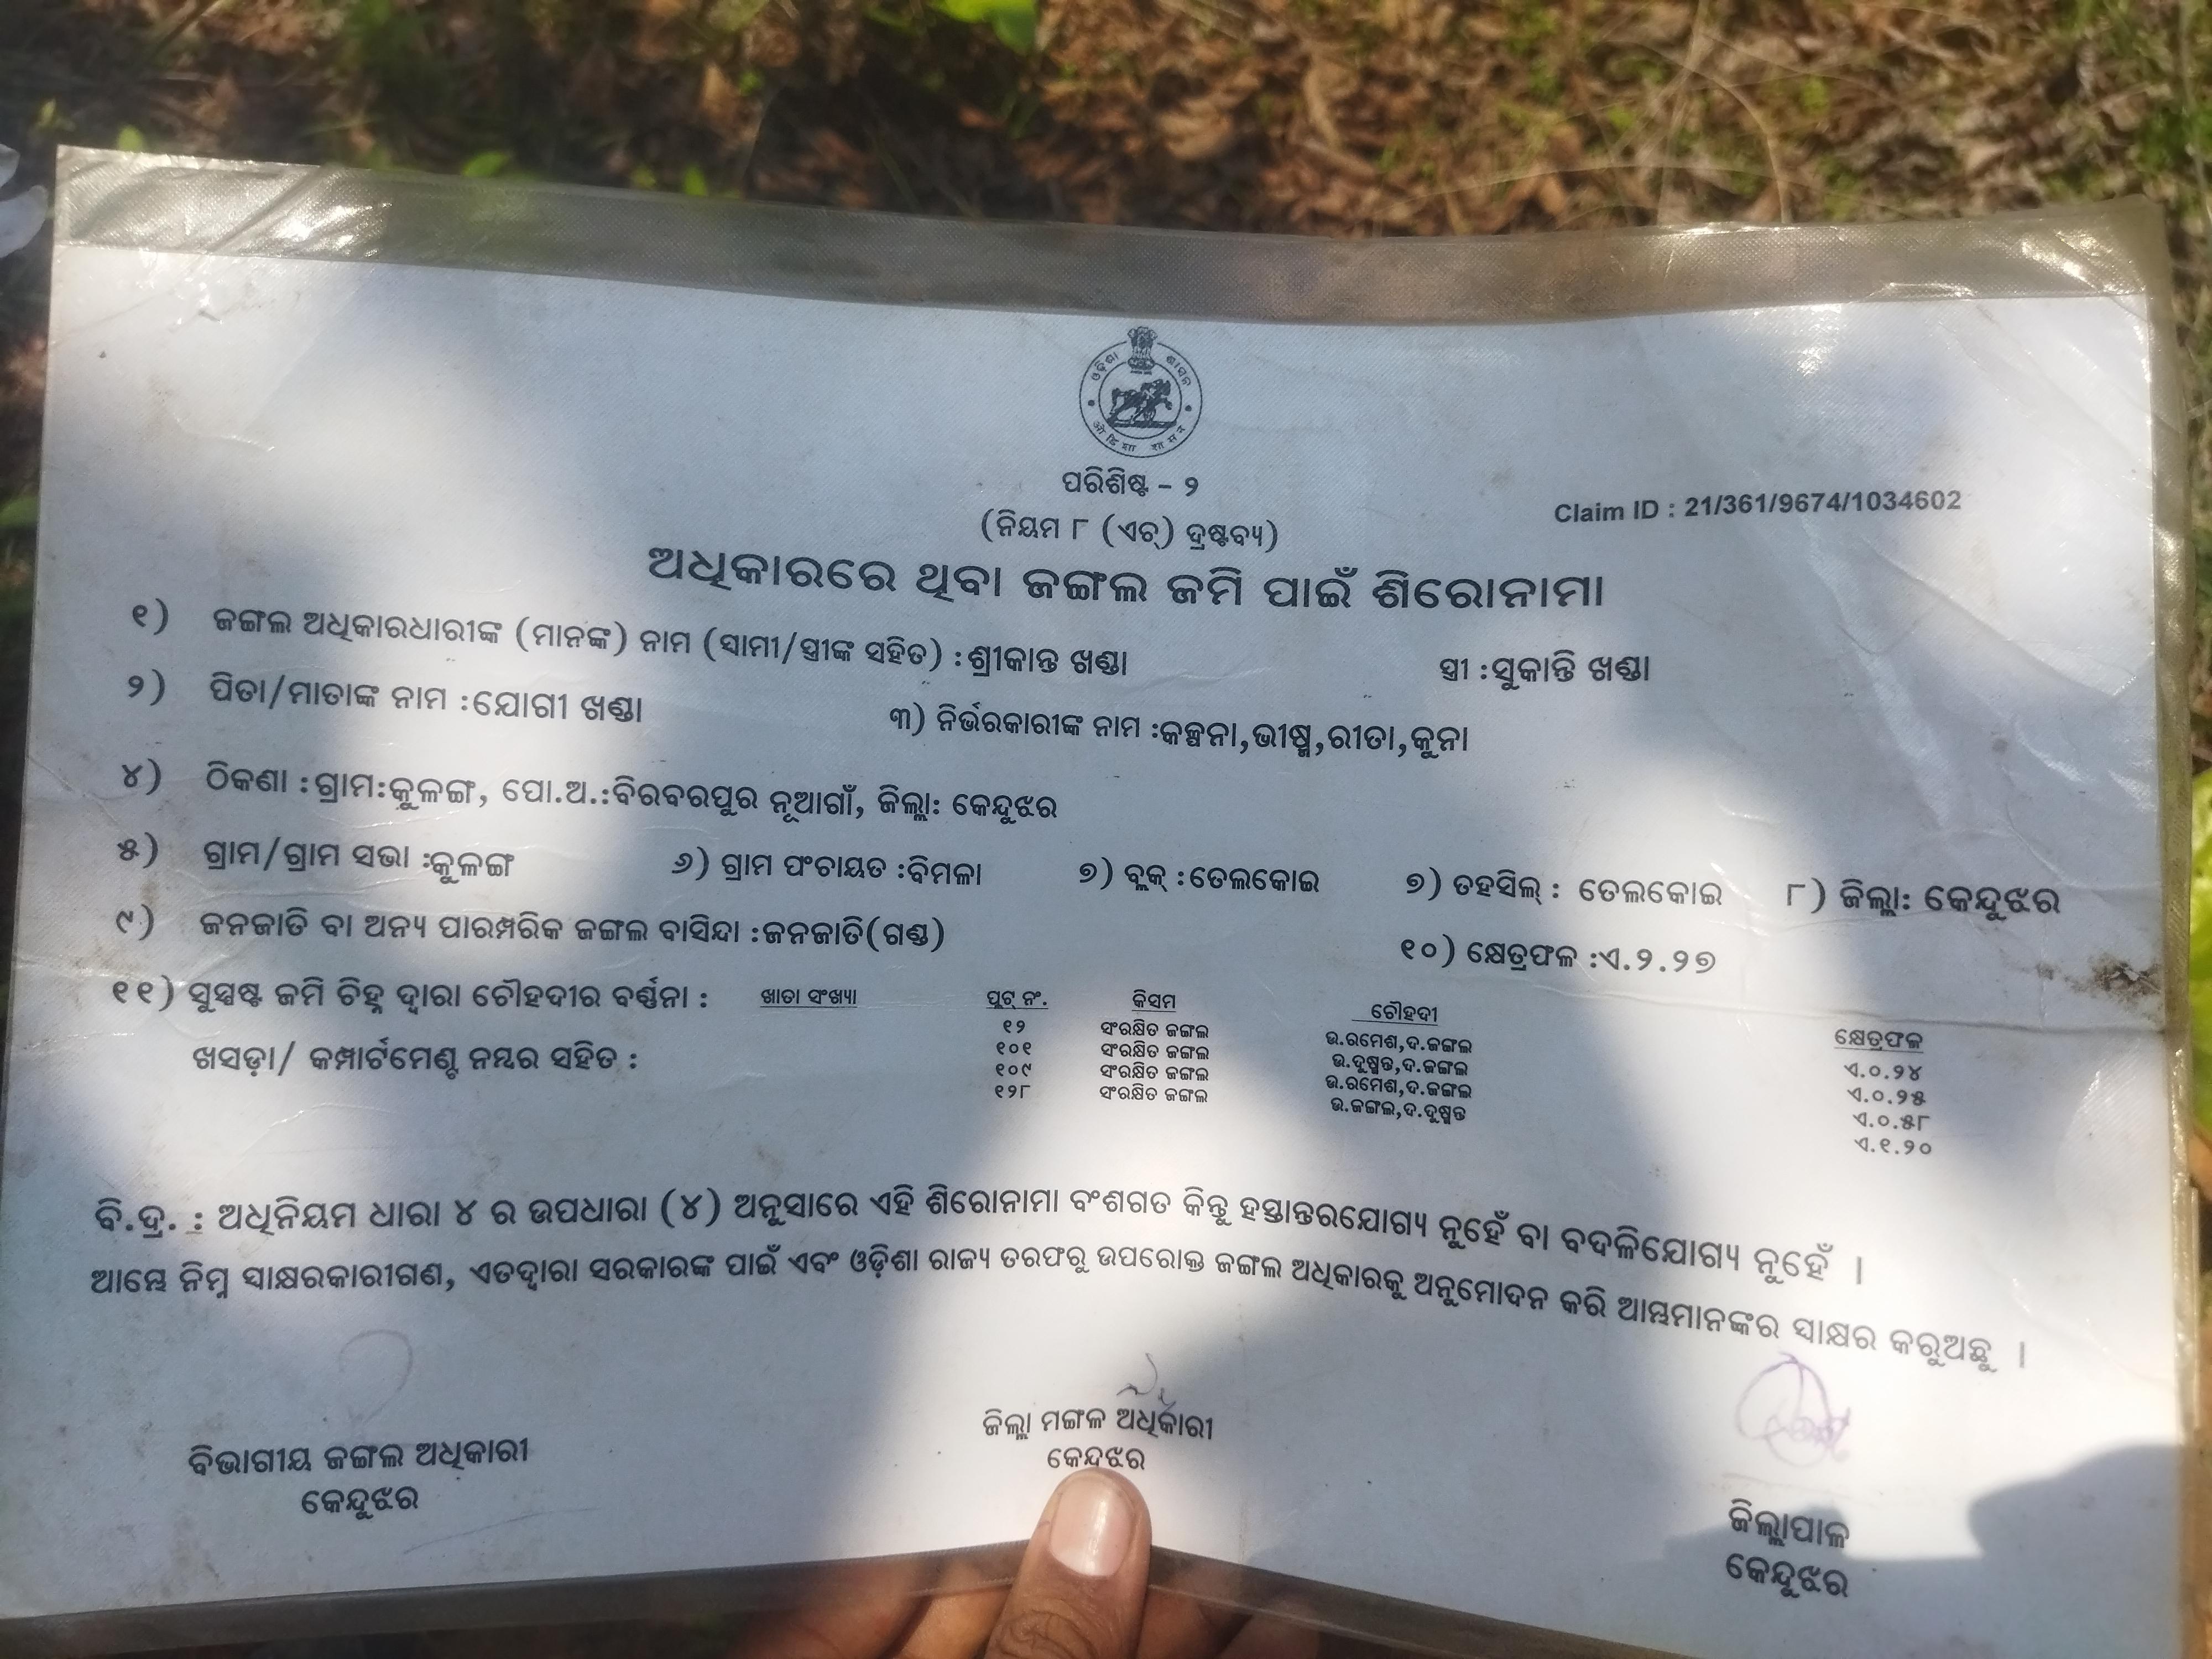 ଓଡ଼ିଶା ଶାସନ
ओडिशा शासन
ପରିଶିଷ୍ଟ - ୨
Claim ID : 21/361/9674/1034602
(ନିୟମ ୮ (ଏଚ୍) ଦ୍ରଷ୍ଟବ୍ୟ)
ଅଧିକାରରେ ଥିବା ଜଙ୍ଗଲ ଜମି ପାଇଁ ଶିରୋନାମା
୧) ଜଙ୍ଗଲ ଅଧିକାରଧାରୀଙ୍କ (ମାନଙ୍କ) ନାମ (ସ୍ୱାମୀ/ସ୍ତ୍ରୀଙ୍କ ସହିତ) :ଶ୍ରୀକାନ୍ତ ଖଣ୍ଡା ସ୍ତ୍ରୀ :ସୁକାନ୍ତି ଖଣ୍ଡା
୨) ପିତା/ମାତାଙ୍କ ନାମ :ଯୋଗୀ ଖଣ୍ଡା ୩) ନିର୍ଭରକାରୀଙ୍କ ନାମ :କଳ୍ପନା,ଭୀଷ୍ମ,ରୀତା,କୁନା
୪) ଠିକଣା :ଗ୍ରାମ:କୁଳଙ୍ଗ, ପୋ.ଅ.:ବିରବରପୁର ନୂଆଗାଁ, ଜିଲ୍ଲା: କେନ୍ଦୁଝର
୫) ଗ୍ରାମ/ଗ୍ରାମ ସଭା :କୁଳଙ୍ଗ ୬) ଗ୍ରାମ ପଂଚାୟତ :ବିମଳା ୭) ବ୍ଲକ୍ :ତେଲକୋଇ ୭) ତହସିଲ୍ : ତେଲକୋଇ ୮) ଜିଲ୍ଲା: କେନ୍ଦୁଝର
୯) ଜନଜାତି ବା ଅନ୍ୟ ପାରମ୍ପରିକ ଜଙ୍ଗଲ ବାସିନ୍ଦା :ଜନଜାତି(ଗଣ୍ଡ) ୧୦) କ୍ଷେତ୍ରଫଳ :ଏ.୨.୨୭
୧୧) ସୁସ୍ପଷ୍ଟ ଜମି ଚିହ୍ନ ଦ୍ୱାରା ଚୌହଦୀର ବର୍ଣ୍ଣନା : ଖାତା ସଂଖ୍ୟା ପ୍ଲଟ୍ ନଂ. କିସମ ଚୌହଦୀ କ୍ଷେତ୍ରଫଳ
ଖସଡ଼ା/ କମ୍ପାର୍ଟମେଣ୍ଟ ନମ୍ବର ସହିତ :
୧୨ ସଂରକ୍ଷିତ ଜଙ୍ଗଲ ଉ.ରମେଶ,ଦ.ଜଙ୍ଗଲ ଏ.୦.୨୪
୧୦୧ ସଂରକ୍ଷିତ ଜଙ୍ଗଲ ଉ.ଦୁଷ୍ମନ୍ତ,ଦ.ଜଙ୍ଗଲ ଏ.୦.୨୫
୧୦୯ ସଂରକ୍ଷିତ ଜଙ୍ଗଲ ଉ.ରମେଶ,ଦ.ଜଙ୍ଗଲ ଏ.୦.୫୮
୧୨୮ ସଂରକ୍ଷିତ ଜଙ୍ଗଲ ଉ.ଜଙ୍ଗଲ,ଦ.ଦୁଷ୍ମନ୍ତ ଏ.୧.୨୦
ବି.ଦ୍ର. : ଅଧିନିୟମ ଧାରା ୪ ର ଉପଧାରା (୪) ଅନୁସାରେ ଏହି ଶିରୋନାମା ବଂଶଗତ କିନ୍ତୁ ହସ୍ତାନ୍ତରଯୋଗ୍ୟ ନୁହେଁ ବା ବଦଳିଯୋଗ୍ୟ ନୁହେଁ ।
ଆମ୍ଭେ ନିମ୍ନ ସ୍ୱାକ୍ଷରକାରୀଗଣ, ଏତଦ୍ଦ୍ୱାରା ସରକାରଙ୍କ ପାଇଁ ଏବଂ ଓଡ଼ିଶା ରାଜ୍ୟ ତରଫରୁ ଉପରୋକ୍ତ ଜଙ୍ଗଲ ଅଧିକାରକୁ ଅନୁମୋଦନ କରି ଆମ୍ଭମାନଙ୍କର ସ୍ୱାକ୍ଷର କରୁଅଛୁ ।
ବିଭାଗୀୟ ଜଙ୍ଗଲ ଅଧିକାରୀ
କେନ୍ଦୁଝର
ଜିଲ୍ଲା ମଙ୍ଗଳ ଅଧିକାରୀ
କେନ୍ଦୁଝର
ଜିଲ୍ଲାପାଳ
କେନ୍ଦୁଝର